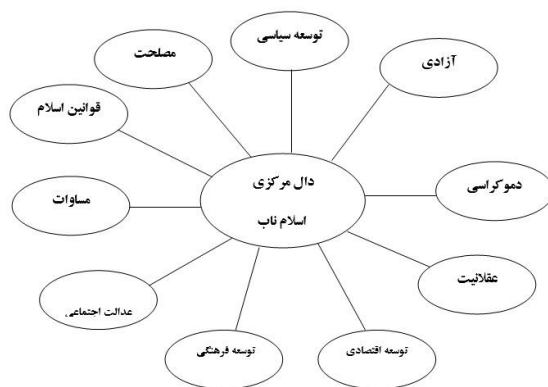 توسعه سیاسی
آزادی
دموکراسی
عقلانیت
توسعه اقتصادی
توسعه فرهنگی
عدالت اجتماعی
مساوات
قوانین اسلام
مصلحت
دال مرکزی
اسلام ناب